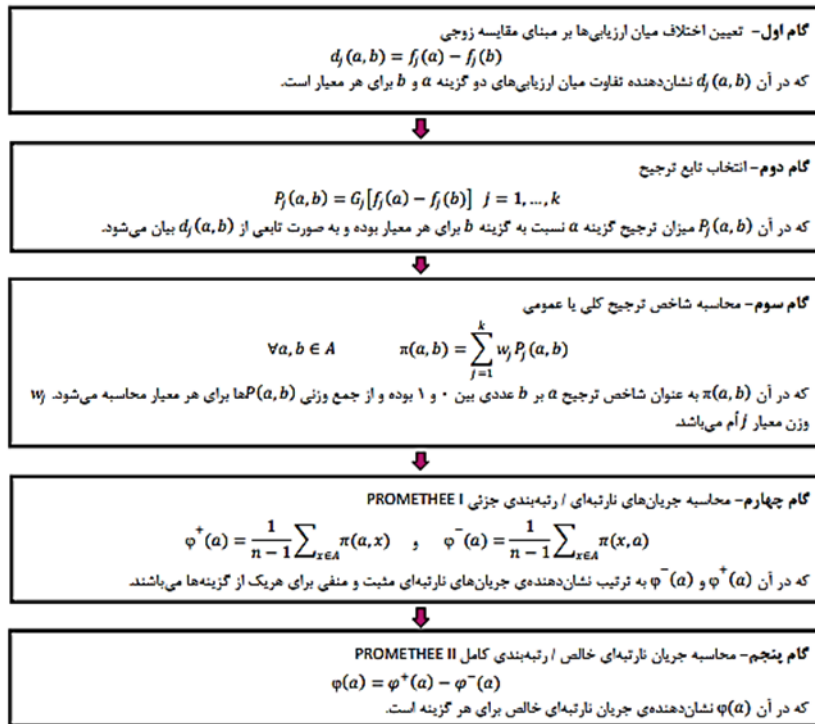 گام اول- تعیین اختلاف میان ارزیابی‌ها بر مبنای مقایسه زوجی
d_j(a, b) = f_j(a) − f_j(b)
که در آن d_j(a, b) نشان‌دهنده تفاوت میان ارزیابی‌های دو گزینه a و b برای هر معیار است.
گام دوم- انتخاب تابع ترجیح
P_j(a, b) = G_j[f_j(a) − f_j(b)] j = 1, ..., k
که در آن P_j(a, b) میزان ترجیح گزینه a نسبت به گزینه b برای هر معیار بوده و به صورت تابعی از d_j(a, b) بیان می‌شود.
گام سوم- محاسبه شاخص ترجیح کلی یا عمومی
∀a, b ∈ A π(a, b) = ∑_{j=1}^{k} w_j P_j(a, b)
که در آن π(a, b) به عنوان شاخص ترجیح a بر b عددی بین ۰ و ۱ بوده و از جمع وزنی P(a, b)ها برای هر معیار محاسبه می‌شود. w_j
وزن معیار j اُم می‌باشد.
گام چهارم- محاسبه جریان‌های نارتبه‌ای / رتبه‌بندی جزئی PROMETHEE I
φ⁺(a) = 1/(n − 1) ∑_{x∈A} π(a, x) , φ⁻(a) = 1/(n − 1) ∑_{x∈A} π(x, a)
که در آن φ⁺(a) و φ⁻(a) به ترتیب نشان‌دهنده‌ی جریان‌های نارتبه‌ای مثبت و منفی برای هریک از گزینه‌ها می‌باشند.
گام پنجم- محاسبه جریان نارتبه‌ای خالص / رتبه‌بندی کامل PROMETHEE II
φ(a) = φ⁺(a) − φ⁻(a)
که در آن φ(a) نشان‌دهنده‌ی جریان نارتبه‌ای خالص برای هر گزینه است.